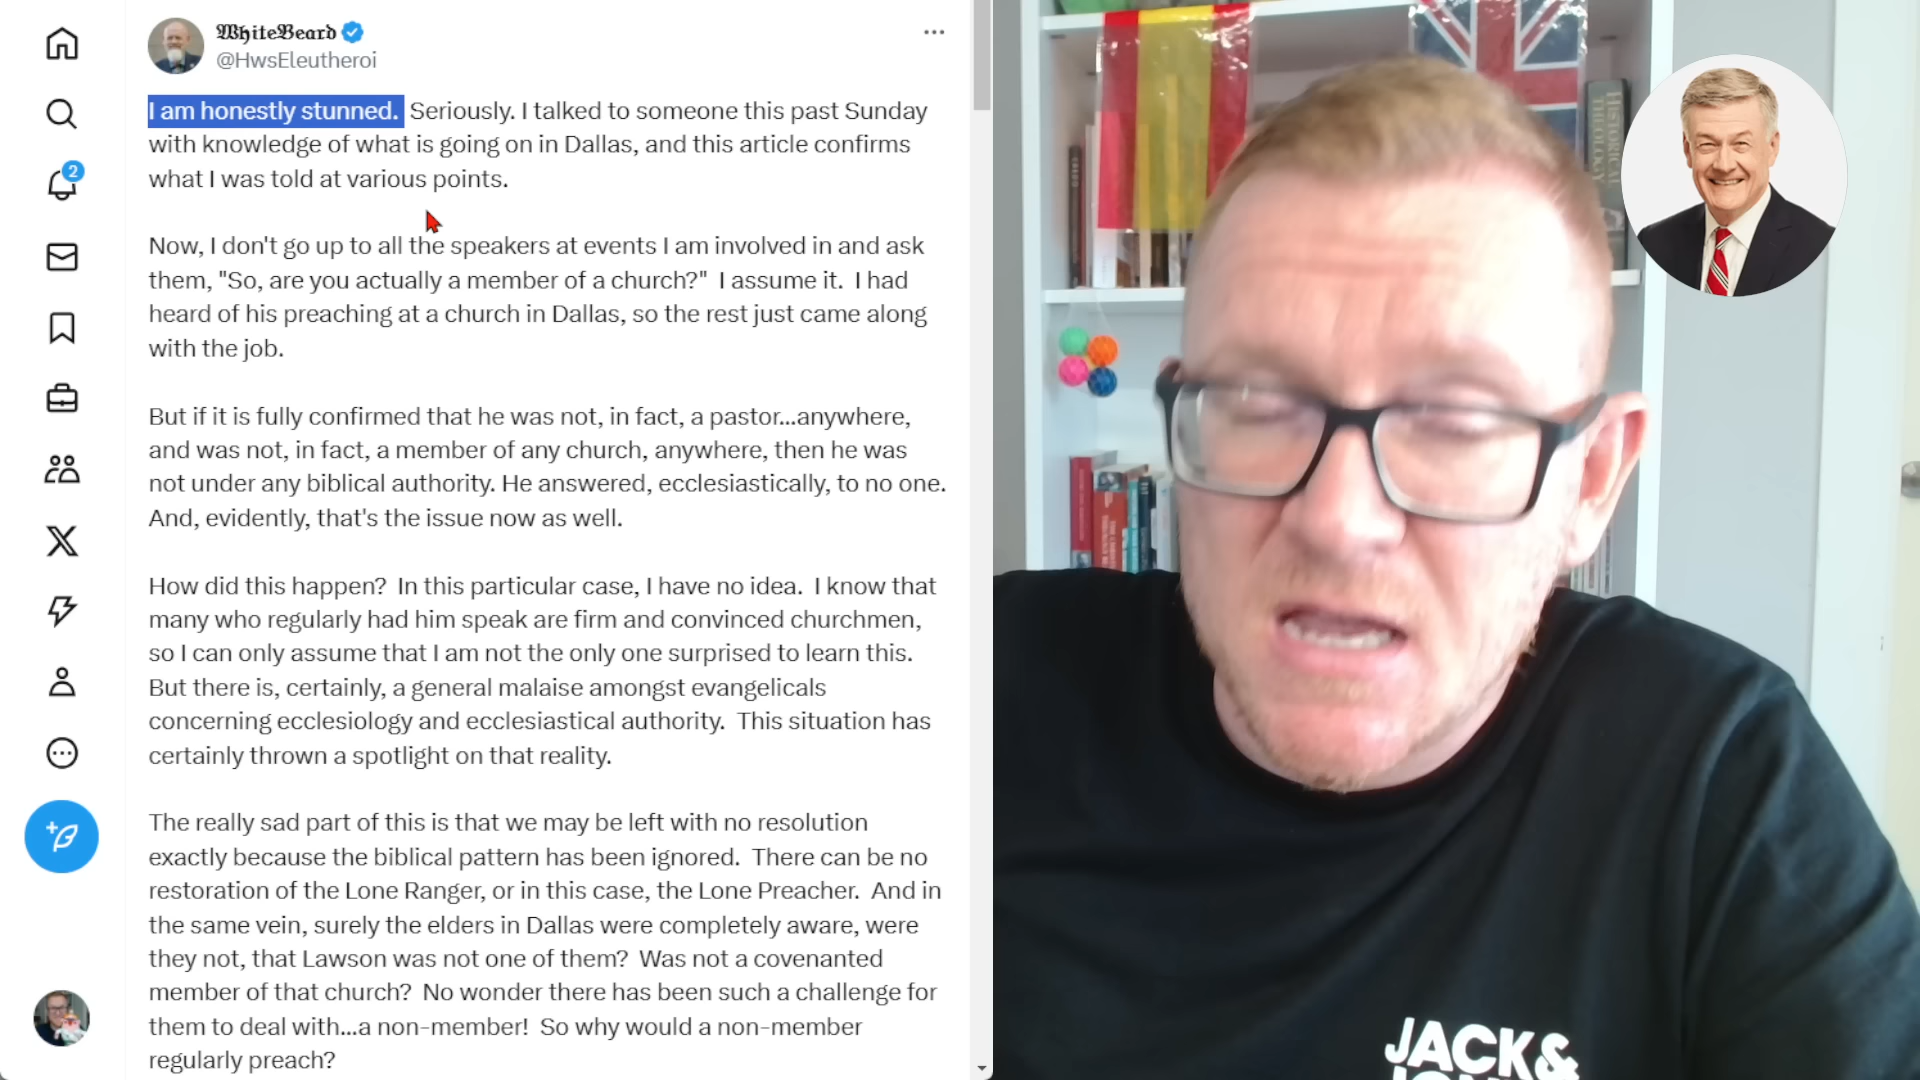 WhiteBeard
@HwsEleutheroi
I am honestly stunned. Seriously. I talked to someone this past Sunday
with knowledge of what is going on in Dallas, and this article confirms
what I was told at various points.
Now, I don't go up to all the speakers at events I am involved in and ask
them, "So, are you actually a member of a church?" I assume it. I had
heard of his preaching at a church in Dallas, so the rest just came along
with the job.
But if it is fully confirmed that he was not, in fact, a pastor...anywhere,
and was not, in fact, a member of any church, anywhere, then he was
not under any biblical authority. He answered, ecclesiastically, to no one.
And, evidently, that's the issue now as well.
How did this happen? In this particular case, I have no idea. I know that
many who regularly had him speak are firm and convinced churchmen,
so I can only assume that I am not the only one surprised to learn this.
But there is, certainly, a general malaise amongst evangelicals
concerning ecclesiology and ecclesiastical authority. This situation has
certainly thrown a spotlight on that reality.
The really sad part of this is that we may be left with no resolution
exactly because the biblical pattern has been ignored. There can be no
restoration of the Lone Ranger, or in this case, the Lone Preacher. And in
the same vein, surely the elders in Dallas were completely aware, were
they not, that Lawson was not one of them? Was not a covenanted
member of that church? No wonder there has been such a challenge for
them to deal with...a non-member! So why would a non-member
regularly preach?
2
HISTORICAL
THEOLOGY
JACK&